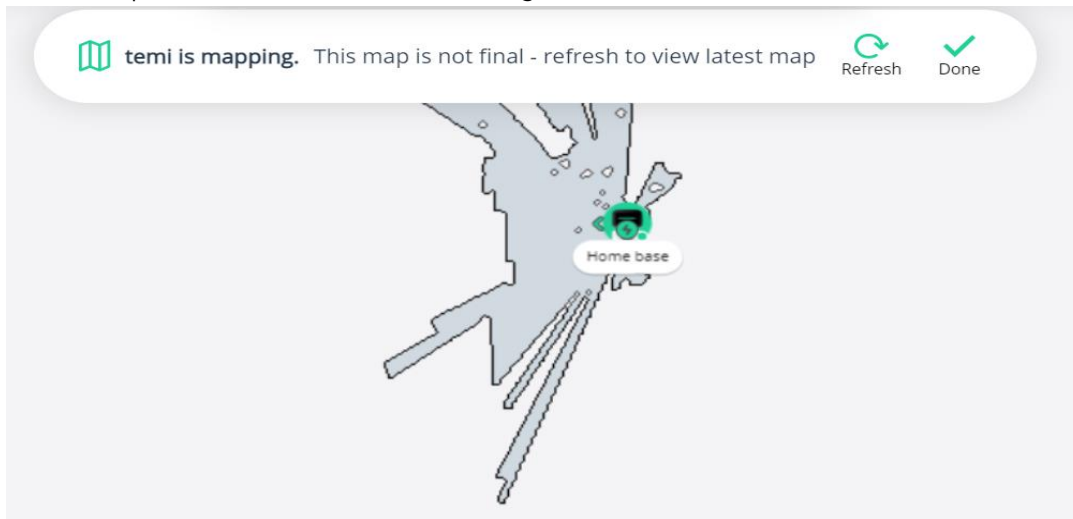 temi is mapping. This map is not final - refresh to view latest map
Refresh
Done
Home base